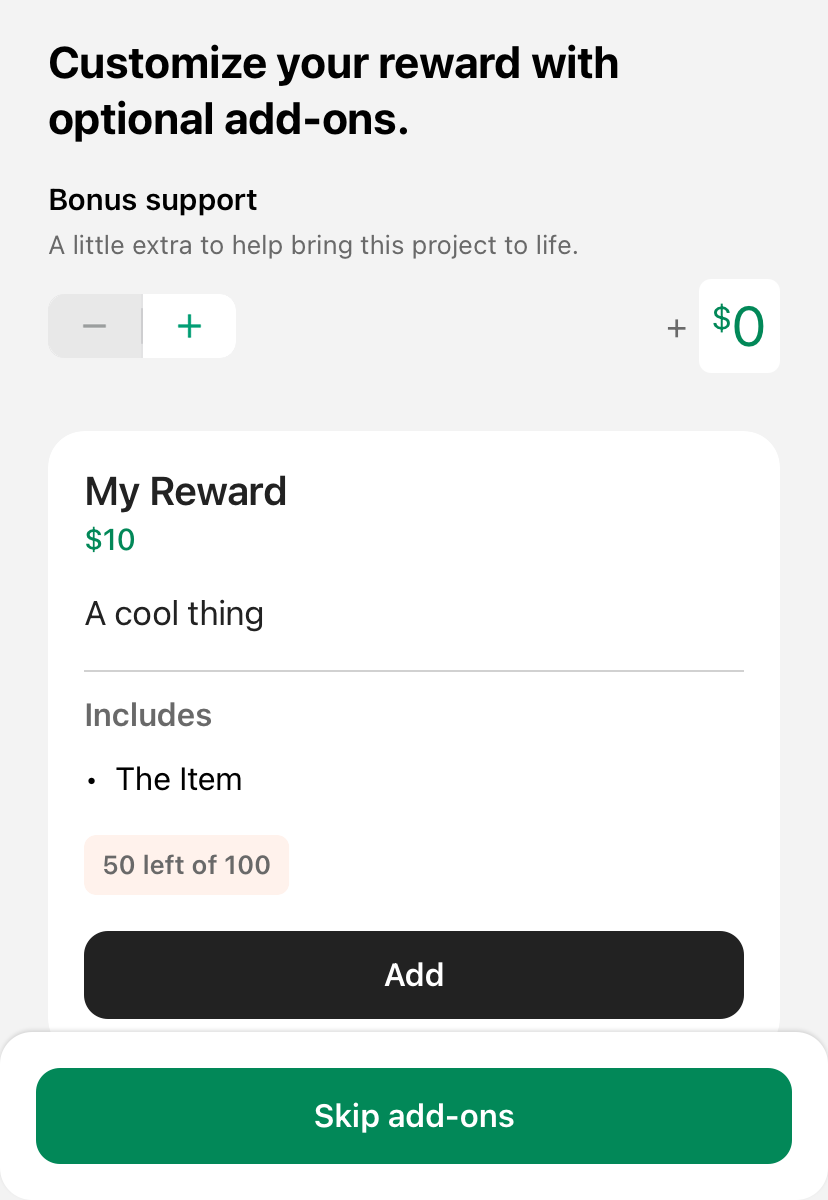 Customize your reward with
optional add-ons.
Bonus support
A little extra to help bring this project to life.
− + + $0
My Reward
$10
A cool thing
Includes
• The Item
50 left of 100
Add
Skip add-ons